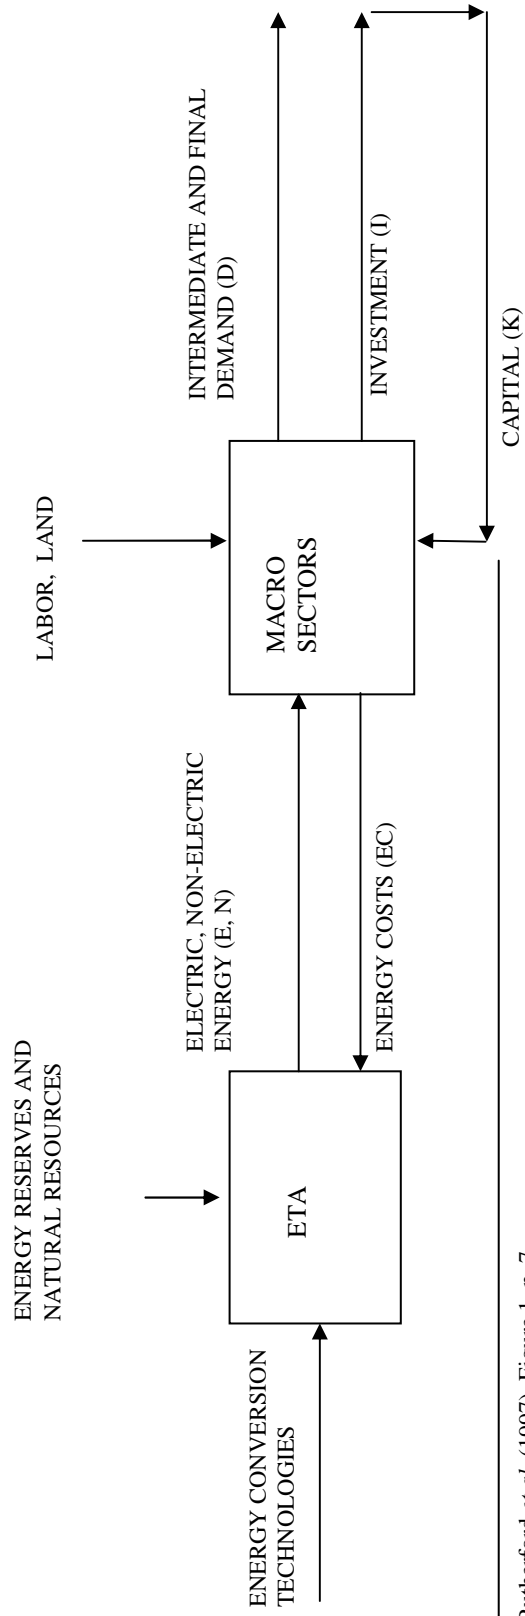 ENERGY CONVERSION
TECHNOLOGIES
ENERGY RESERVES AND
NATURAL RESOURCES
ETA
ELECTRIC, NON-ELECTRIC
ENERGY (E, N)
ENERGY COSTS (EC)
LABOR, LAND
MACRO
SECTORS
INTERMEDIATE AND FINAL
DEMAND (D)
INVESTMENT (I)
CAPITAL (K)
et al. (1997), Figure 1, p. 7